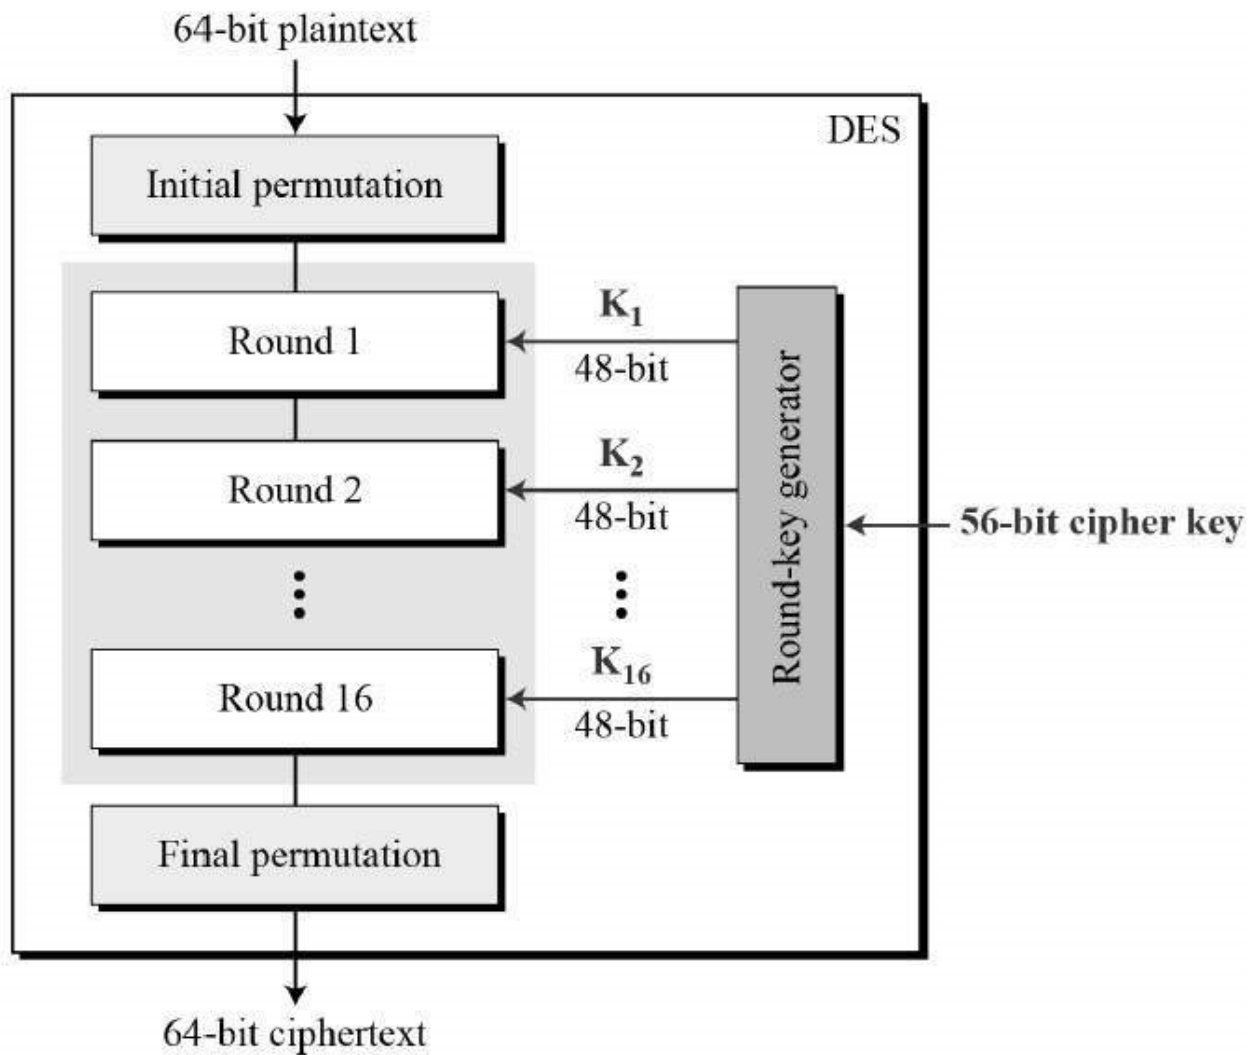 64-bit plaintext
DES
Initial permutation
Round 1
K1
48-bit
Round 2
K2
48-bit
Round-key generator
56-bit cipher key
Round 16
K16
48-bit
Final permutation
64-bit ciphertext